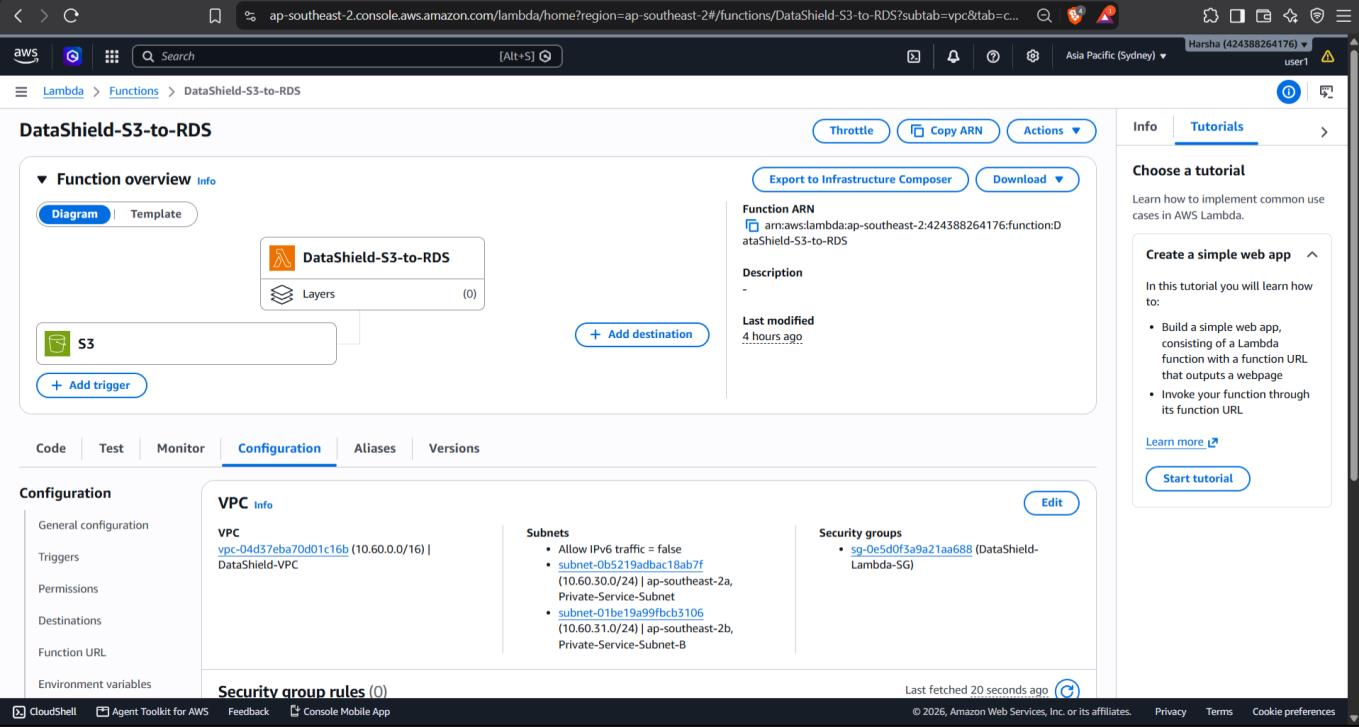 ap-southeast-2.console.aws.amazon.com/lambda/home?region=ap-southeast-2#/functions/DataShield-S3-to-RDS?subtab=vpc&tab=c...
4
1
aws
Search
[Alt+S]
Asia Pacific (Sydney)
Harsha (424388264176)
user1
Lambda > Functions > DataShield-S3-to-RDS
DataShield-S3-to-RDS
Throttle
Copy ARN
Actions
Function overview Info
Export to Infrastructure Composer
Download
Diagram
Template
DataShield-S3-to-RDS
Layers
(0)
S3
+ Add trigger
+ Add destination
Function ARN
arn:aws:lambda:ap-southeast-2:424388264176:function:D
ataShield-S3-to-RDS
Description
-
Last modified
4 hours ago
Code
Test
Monitor
Configuration
Aliases
Versions
Configuration
General configuration
Triggers
Permissions
Destinations
Function URL
Environment variables
VPC Info
Edit
VPC
vpc-04d37eba70d01c16b (10.60.0.0/16) |
DataShield-VPC
Subnets
• Allow IPv6 traffic = false
• subnet-0b5219adbac18ab7f
(10.60.30.0/24) | ap-southeast-2a,
Private-Service-Subnet
• subnet-01be19a99fbcb3106
(10.60.31.0/24) | ap-southeast-2b,
Private-Service-Subnet-B
Security groups
• sg-0e5d0f3a9a21aa688 (DataShield-
Lambda-SG)
Security group rules (0)
Last fetched 20 seconds ago
Info
Tutorials
Choose a tutorial
Learn how to implement common use
cases in AWS Lambda.
Create a simple web app
In this tutorial you will learn how
to:
• Build a simple web app,
consisting of a Lambda
function with a function URL
that outputs a webpage
• Invoke your function through
its function URL
Learn more
Start tutorial
CloudShell
Agent Toolkit for AWS
Feedback
Console Mobile App
© 2026, Amazon Web Services, Inc. or its affiliates.
Privacy
Terms
Cookie preferences